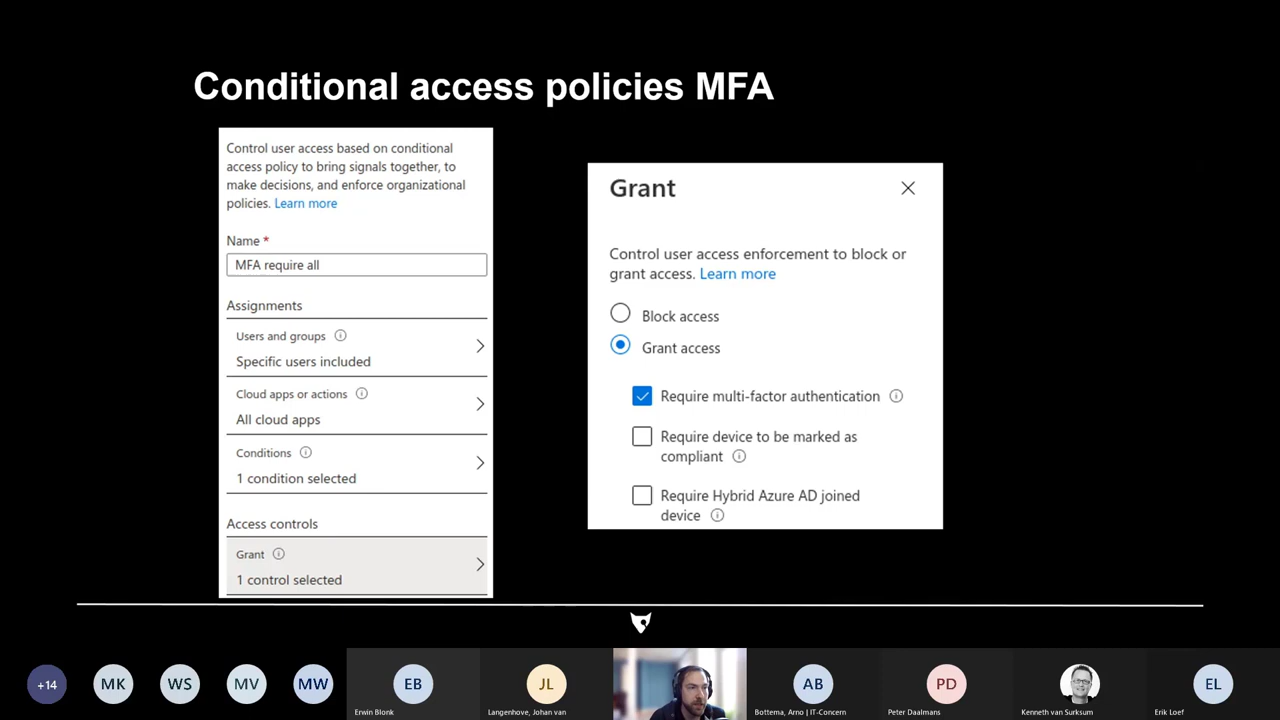 Conditional access policies MFA
Control user access based on conditional
access policy to bring signals together, to
make decisions, and enforce organizational
policies. Learn more
Name *
MFA require all
Assignments
Users and groups
Specific users included
Cloud apps or actions
All cloud apps
Conditions
1 condition selected
Access controls
Grant
1 control selected
Grant
Control user access enforcement to block or
grant access. Learn more
Block access
Grant access
Require multi-factor authentication
Require device to be marked as
compliant
Require Hybrid Azure AD joined
device
+14
MK
WS
MV
MW
EB
Erwin Blonk
JL
Langenhove, Johan van
AB
Bottema, Arno | IT-Concern
PD
Peter Daalmans
Kenneth van Surksum
EL
Erik Loef